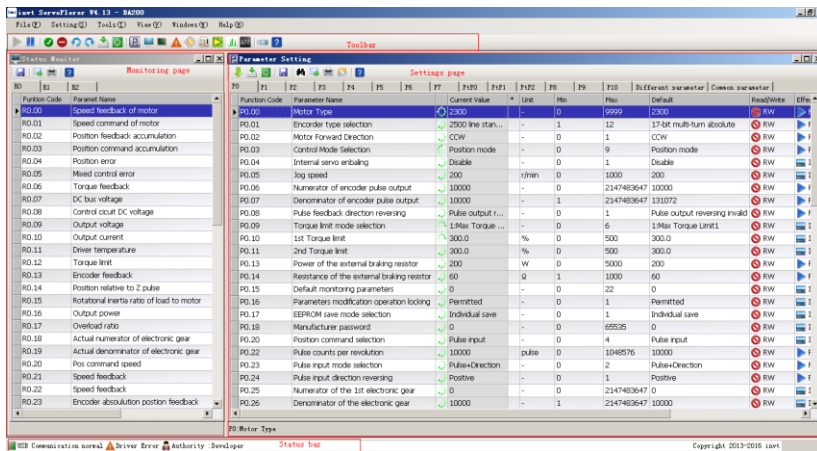 invt ServoPlorer V4.13 - DA200
File(F) Setting(S) Tools(T) View(V) Windows(W) Help(H)
Toolbar
Status Monitor
Monitoring page
R0 R1 R2
Funtion Code Paramet Name
R0.00 Speed feedback of motor
R0.01 Speed command of motor
R0.02 Position feedback accumulation
R0.03 Position command accumulation
R0.04 Position error
R0.05 Mixed control error
R0.06 Torque feedback
R0.07 DC bus voltage
R0.08 Control cicuit DC voltage
R0.09 Output voltage
R0.10 Output current
R0.11 Driver temperature
R0.12 Torque limit
R0.13 Encoder feedback
R0.14 Position relative to Z pulse
R0.15 Rotational inertia ratio of load to motor
R0.16 Output power
R0.17 Overload ratio
R0.18 Actual numerator of electronic gear
R0.19 Actual denorminator of electronic gear
R0.20 Pos command speed
R0.21 Speed feedback
R0.22 Speed feedback
R0.23 Encoder absoulution postion feedback
Parameter Setting
Settings page
P0 P1 P2 P3 P4 P5 P6 P7 PtP0 PtP1 PtP2 P8 P9 P10 Different parameter Common parameter
Function Code Parameter Name Current Value * Unit Min Max Default Read/Write Effec
P0.00 Motor Type 2300 - 0 9999 2300 RW
P0.01 Encorder type selection 2500 line stan... - 1 12 17-bit multi-turn absolute RW
P0.02 Motor Forward Direction CCW - 0 1 CCW RW
P0.03 Control Mode Selection Position mode - 0 9 Position mode RW
P0.04 Internal servo enbaling Disable - 0 1 Disable RW
P0.05 Jog speed 200 r/min 0 1000 200 RW
P0.06 Numerator of encoder pulse output 10000 - 0 2147483647 10000 RW
P0.07 Denominator of encoder pulse output 10000 - 1 2147483647 131072 RW
P0.08 Pulse feedback direction reversing Pulse output r... - 0 1 Pulse output reversing invalid RW
P0.09 Torque limit mode selection 1:Max Torque ... - 0 6 1:Max Torque Limit1 RW
P0.10 1st Torque limit 300.0 % 0 500 300.0 RW
P0.11 2nd Torque limit 300.0 % 0 500 300.0 RW
P0.13 Power of the external braking resistor 200 W 0 5000 200 RW
P0.14 Resistance of the external braking resistor 60 Ω 1 1000 60 RW
P0.15 Default monitoring parameters 0 - 0 22 0 RW
P0.16 Parameters modification operation locking Permitted - 0 1 Permitted RW
P0.17 EEPROM save mode selection Individual save - 0 1 Individual save RW
P0.18 Manufacturer password 0 - 0 65535 0 RW
P0.20 Position command selection Pulse input - 0 4 Pulse input RW
P0.22 Pulse counts per revolution 10000 pulse 0 1048576 10000 RW
P0.23 Pulse input mode selection Pulse+Direction - 0 2 Pulse+Direction RW
P0.24 Pulse input direction reversing Positive - 0 1 Postive RW
P0.25 Numerator of the 1st electronic gear 0 - 0 2147483647 0 RW
P0.26 Denominator of the electronic gear 10000 - 1 2147483647 10000 RW
P0:Motor Type
USB Communication normal Driver Error Authority :Developer Status bar Copyright 2013-2016 invt